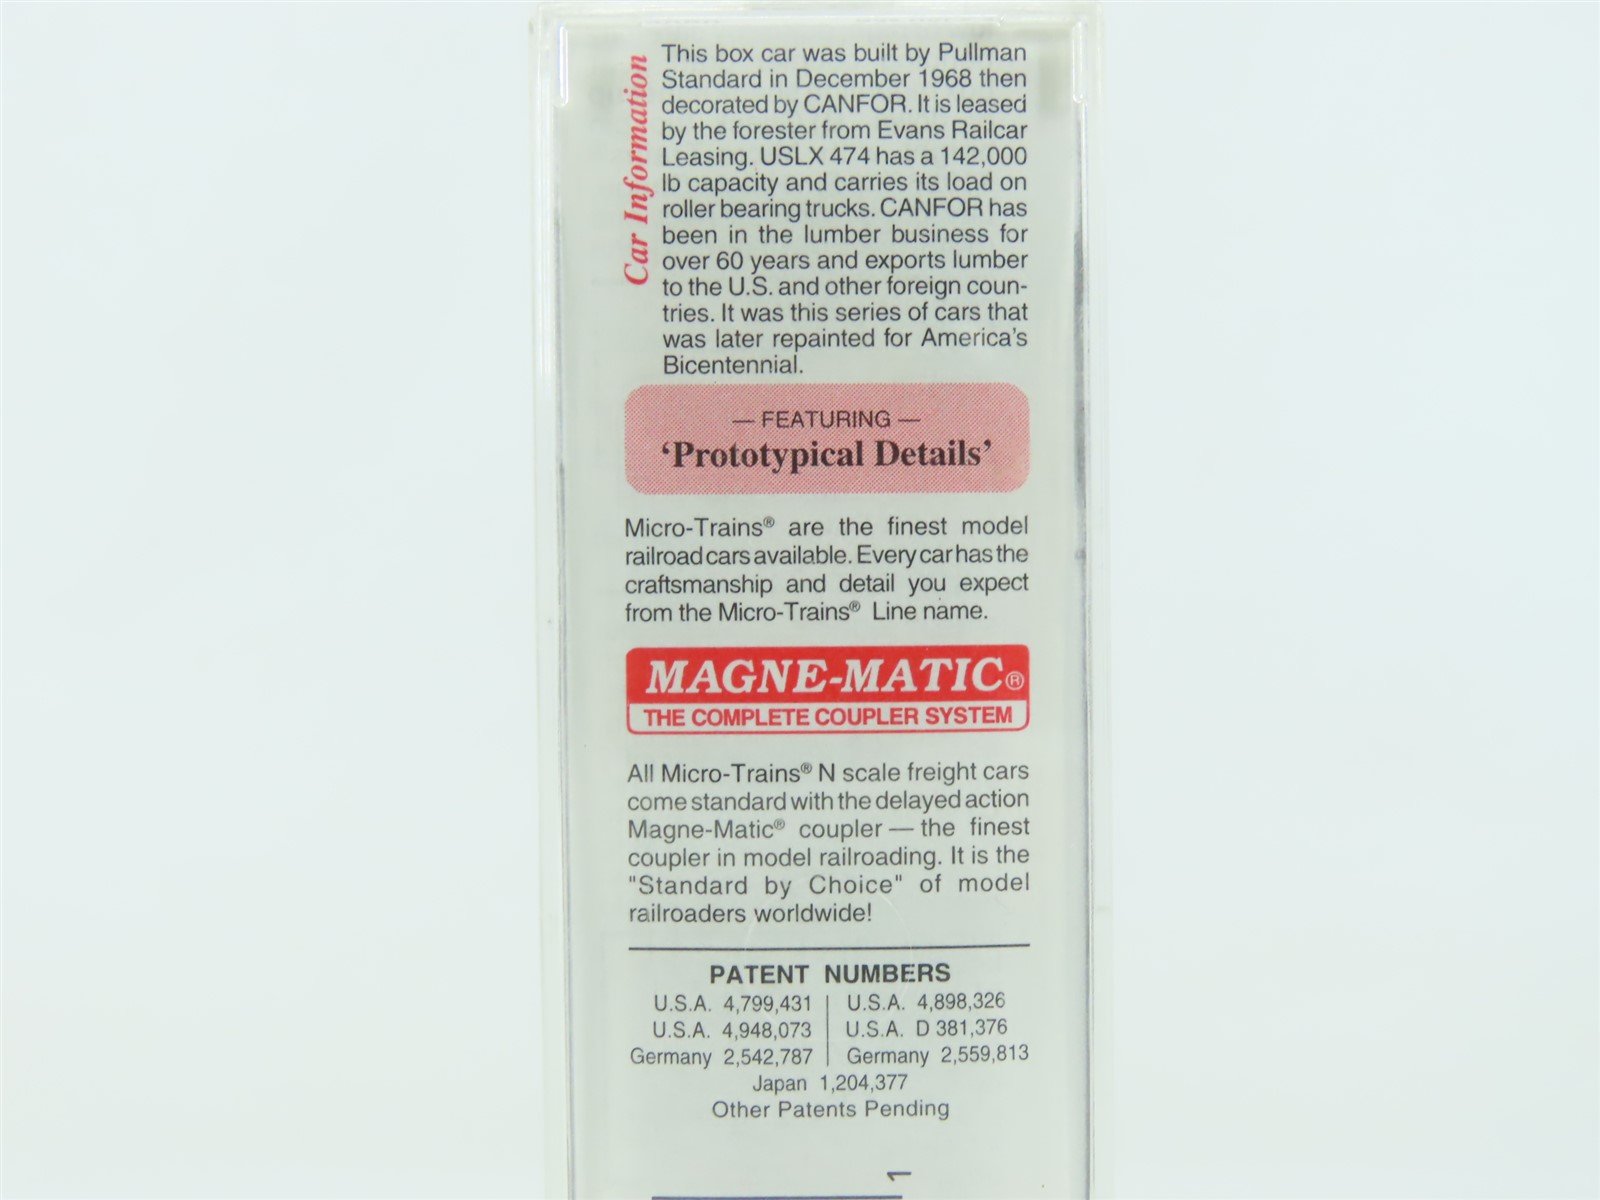 Car Information
This box car was built by Pullman
Standard in December 1968 then
decorated by CANFOR. It is leased
by the forester from Evans Railcar
Leasing. USLX 474 has a 142,000
lb capacity and carries its load on
roller bearing trucks. CANFOR has
been in the lumber business for
over 60 years and exports lumber
to the U.S. and other foreign coun-
tries. It was this series of cars that
was later repainted for America's
Bicentennial.
— FEATURING —
'Prototypical Details'
Micro-Trains® are the finest model
railroad cars available. Every car has the
craftsmanship and detail you expect
from the Micro-Trains® Line name.
MAGNE-MATIC®
THE COMPLETE COUPLER SYSTEM
All Micro-Trains® N scale freight cars
come standard with the delayed action
Magne-Matic® coupler — the finest
coupler in model railroading. It is the
"Standard by Choice" of model
railroaders worldwide!
PATENT NUMBERS
U.S.A. 4,799,431 | U.S.A. 4,898,326
U.S.A. 4,948,073 | U.S.A. D 381,376
Germany 2,542,787 | Germany 2,559,813
Japan 1,204,377
Other Patents Pending
1